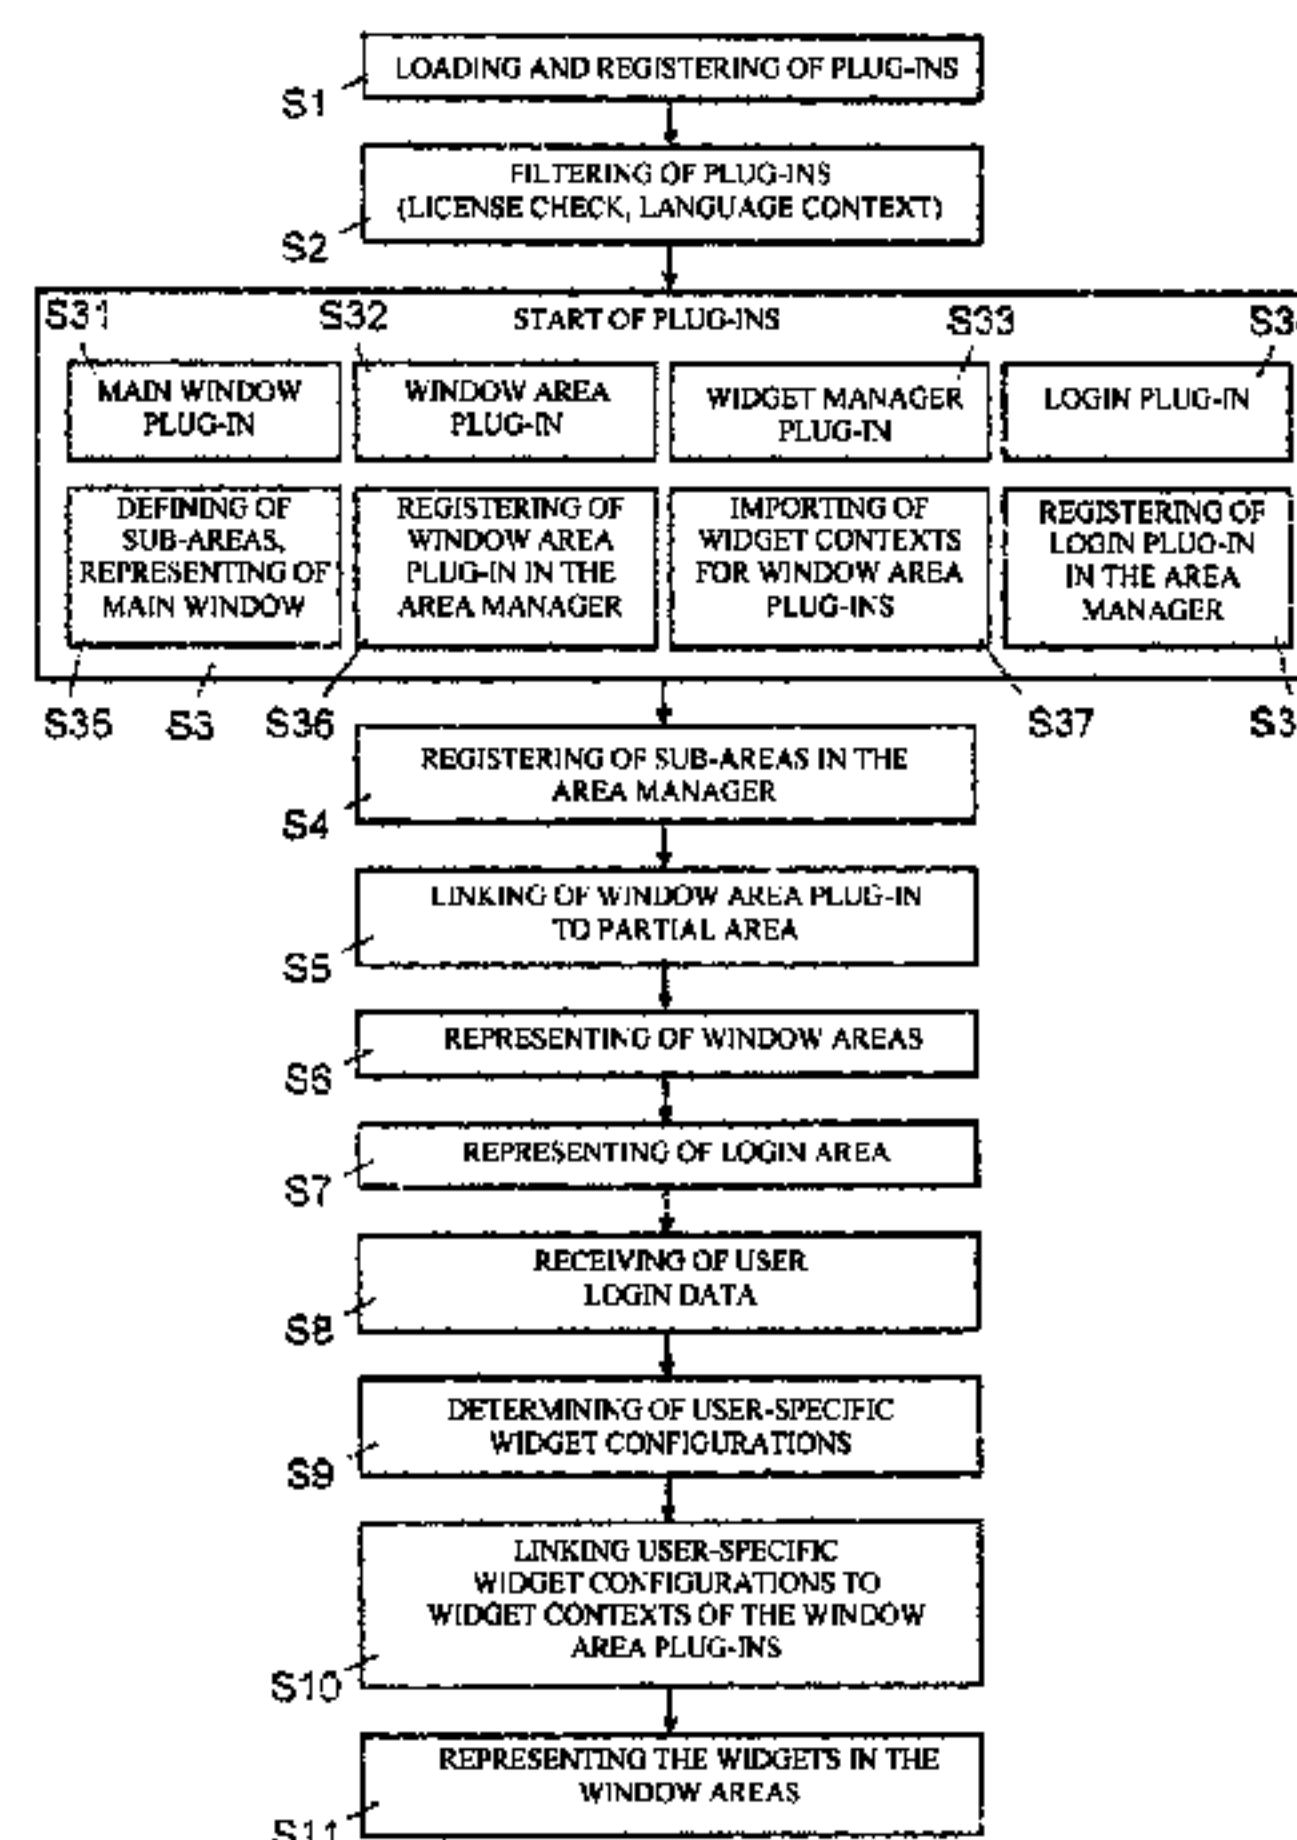 LOADING AND REGISTERING OF PLUG-INS
S1
FILTERING OF PLUG-INS
(LICENSE CHECK, LANGUAGE CONTEXT)
S2
S31
S32
START OF PLUG-INS
S33
MAIN WINDOW
PLUG-IN
WINDOW AREA
PLUG-IN
WIDGET MANAGER
PLUG-IN
LOGIN PLUG-IN
DEFINING OF
SUB-AREAS,
REPRESENTING OF
MAIN WINDOW
REGISTERING OF
WINDOW AREA
PLUG-IN IN THE
AREA MANAGER
IMPORTING OF
WIDGET CONTEXTS
FOR WINDOW AREA
PLUG-INS
REGISTERING OF
LOGIN PLUG-IN
IN THE AREA
MANAGER
S35
S3
S36
S37
REGISTERING OF SUB-AREAS IN THE
AREA MANAGER
S4
LINKING OF WINDOW AREA PLUG-IN
TO PARTIAL AREA
S5
REPRESENTING OF WINDOW AREAS
S6
REPRESENTING OF LOGIN AREA
S7
RECEIVING OF USER
LOGIN DATA
S8
DETERMINING OF USER-SPECIFIC
WIDGET CONFIGURATIONS
S9
LINKING USER-SPECIFIC
WIDGET CONFIGURATIONS TO
WIDGET CONTEXTS OF THE WINDOW
AREA PLUG-INS
S10
REPRESENTING THE WIDGETS IN THE
WINDOW AREAS
S11